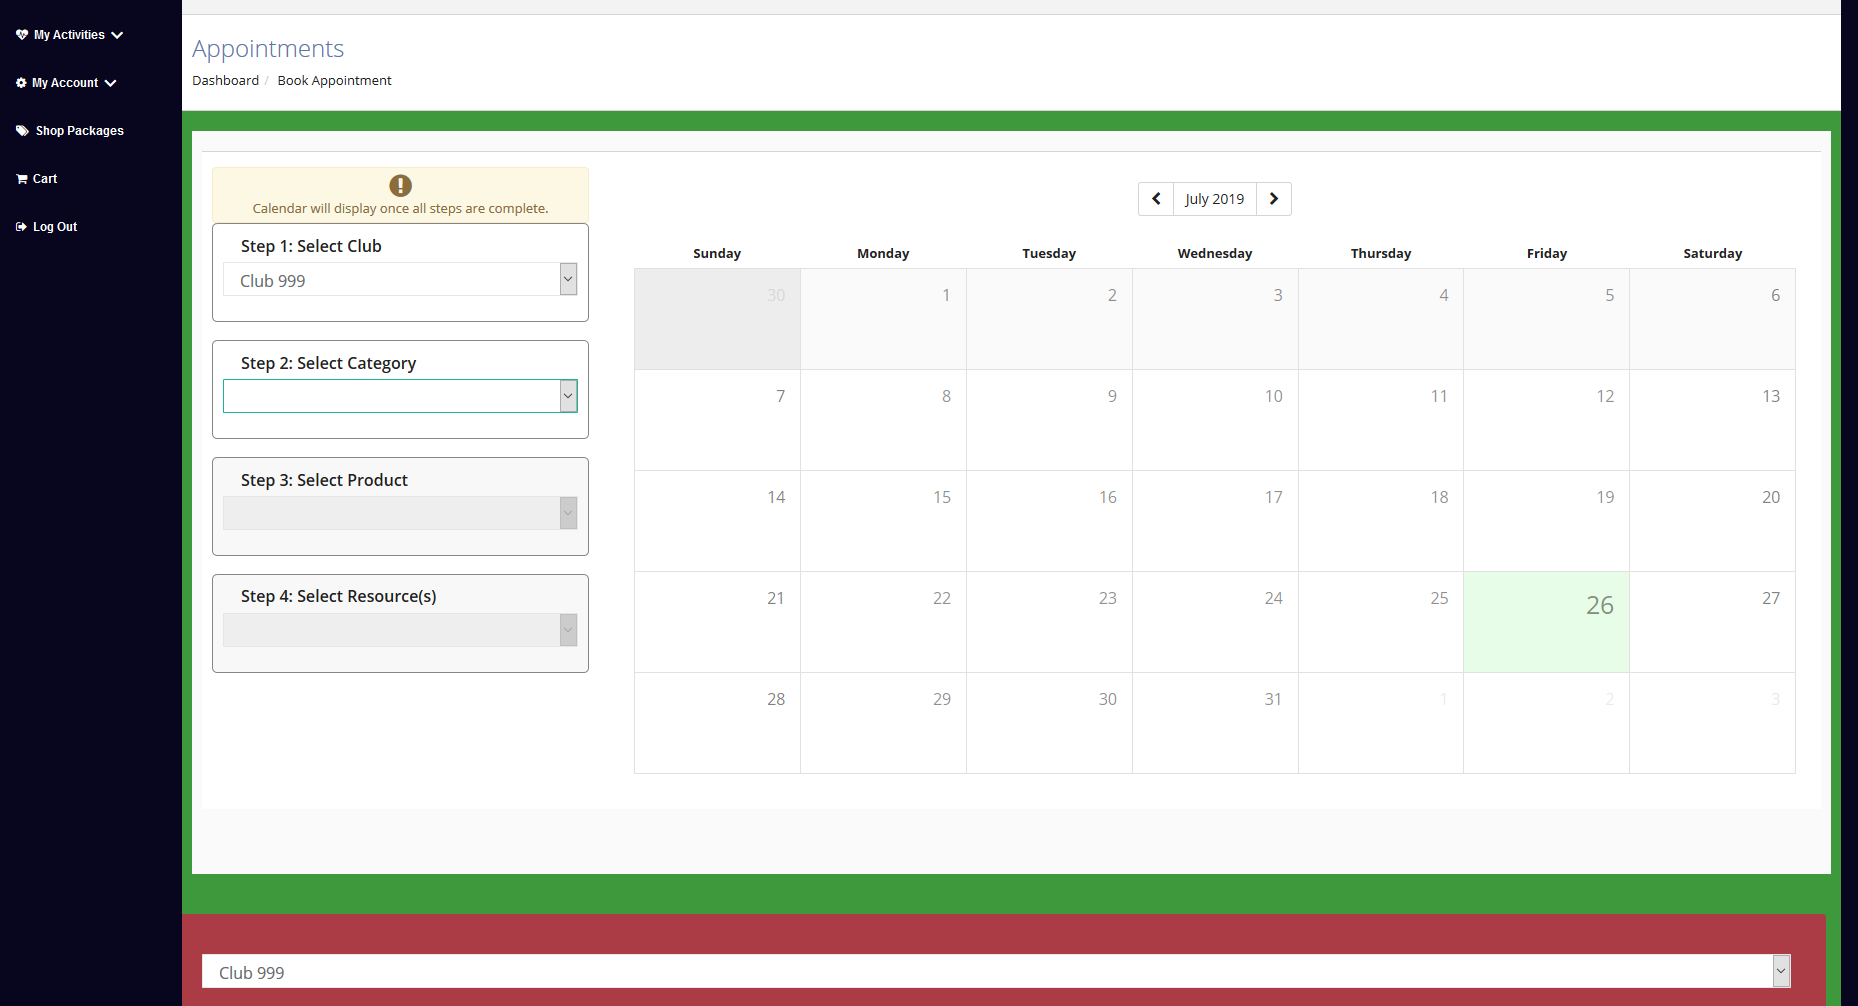 My Activities
My Account
Shop Packages
Cart
Log Out
Appointments
Dashboard / Book Appointment
Calendar will display once all steps are complete.
Step 1: Select Club
Club 999
Step 2: Select Category
Step 3: Select Product
Step 4: Select Resource(s)
July 2019
Sunday Monday Tuesday Wednesday Thursday Friday Saturday
30 1 2 3 4 5 6
7 8 9 10 11 12 13
14 15 16 17 18 19 20
21 22 23 24 25 26 27
28 29 30 31 1 2 3
Club 999